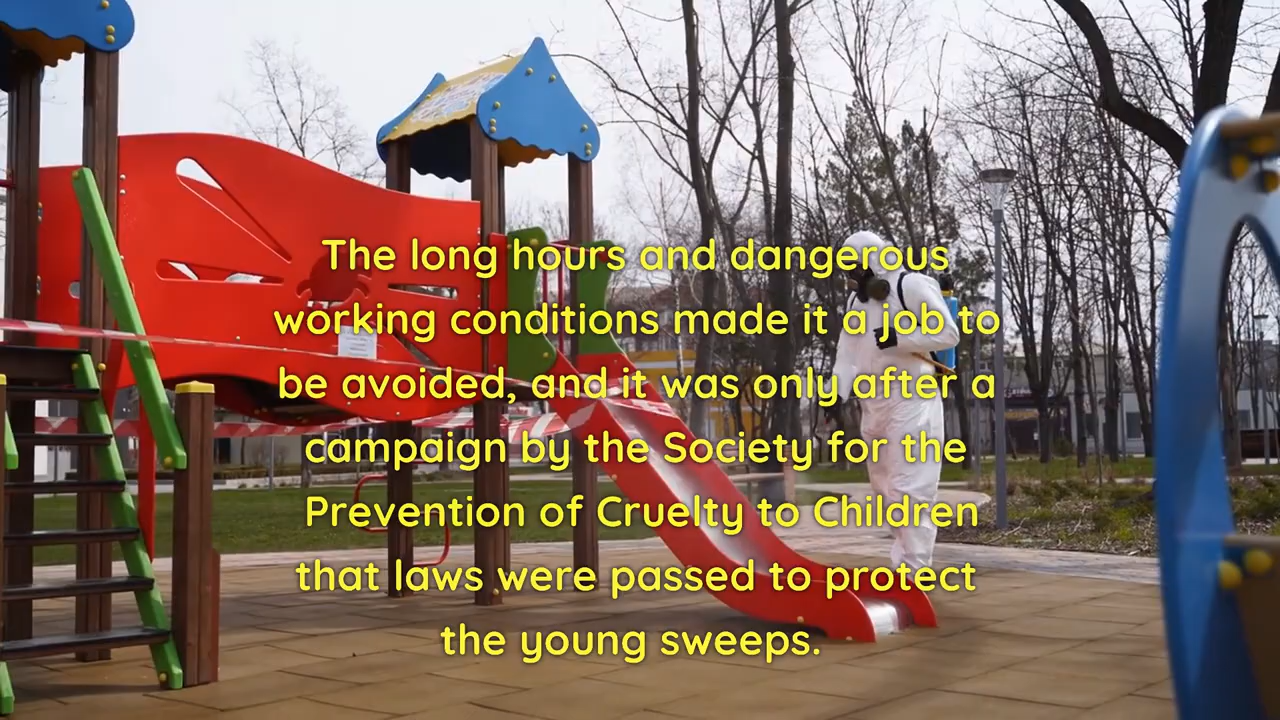 The long hours and dangerous
working conditions made it a job to
be avoided, and it was only after a
campaign by the Society for the
Prevention of Cruelty to Children
that laws were passed to protect
the young sweeps.